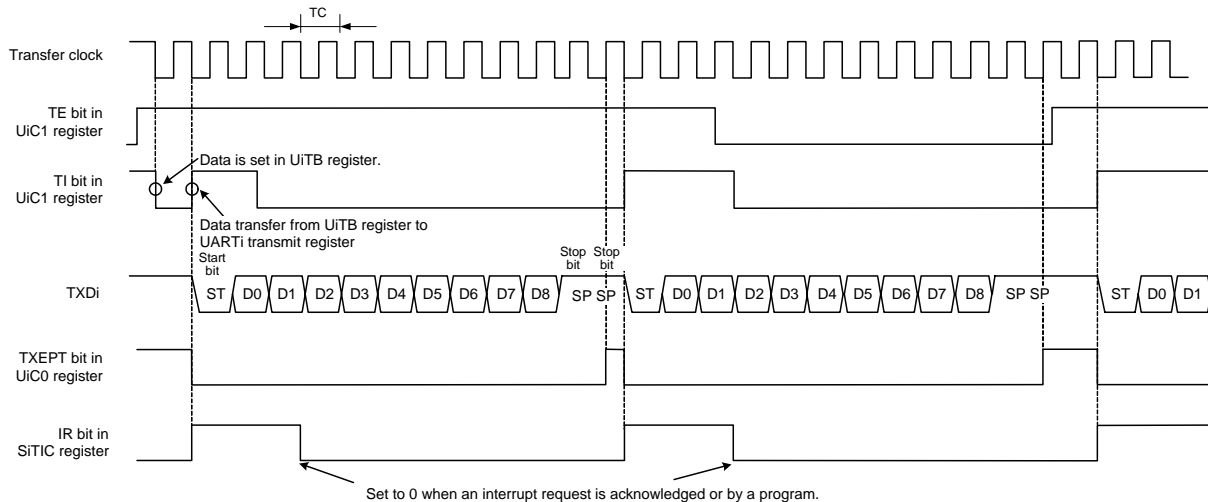 TC
Transfer clock
TE bit in
UiC1 register
Data is set in UiTB register.
TI bit in
UiC1 register
Data transfer from UiTB register to
UARTi transmit register
Start
bit
Stop
bit
Stop
bit
TXDi
ST D0 D1 D2 D3 D4 D5 D6 D7 D8 SP SP ST D0 D1 D2 D3 D4 D5 D6 D7 D8 SP SP ST D0 D1
TXEPT bit in
UiC0 register
IR bit in
SiTIC register
Set to 0 when an interrupt request is acknowledged or by a program.